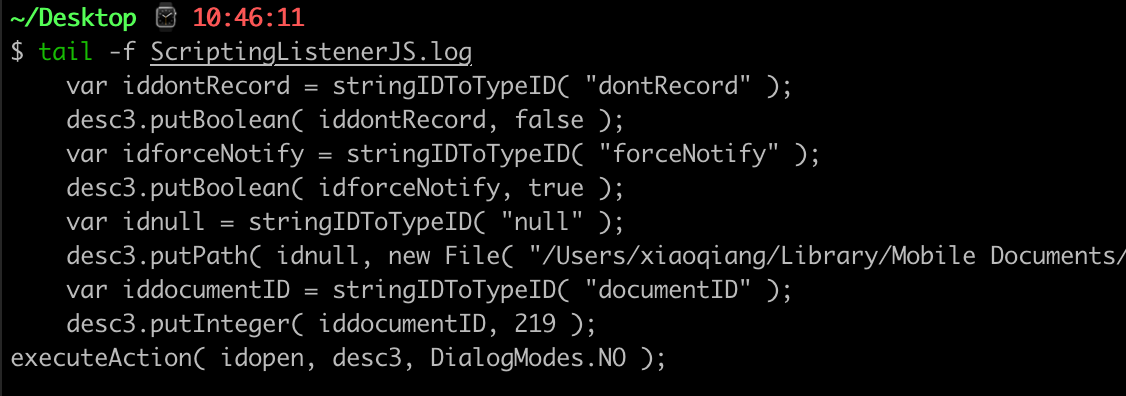 ~/Desktop ⌚ 10:46:11
$ tail -f ScriptingListenerJS.log
    var iddontRecord = stringIDToTypeID( "dontRecord" );
    desc3.putBoolean( iddontRecord, false );
    var idforceNotify = stringIDToTypeID( "forceNotify" );
    desc3.putBoolean( idforceNotify, true );
    var idnull = stringIDToTypeID( "null" );
    desc3.putPath( idnull, new File( "/Users/xiaoqiang/Library/Mobile Documents/
    var iddocumentID = stringIDToTypeID( "documentID" );
    desc3.putInteger( iddocumentID, 219 );
executeAction( idopen, desc3, DialogModes.NO );